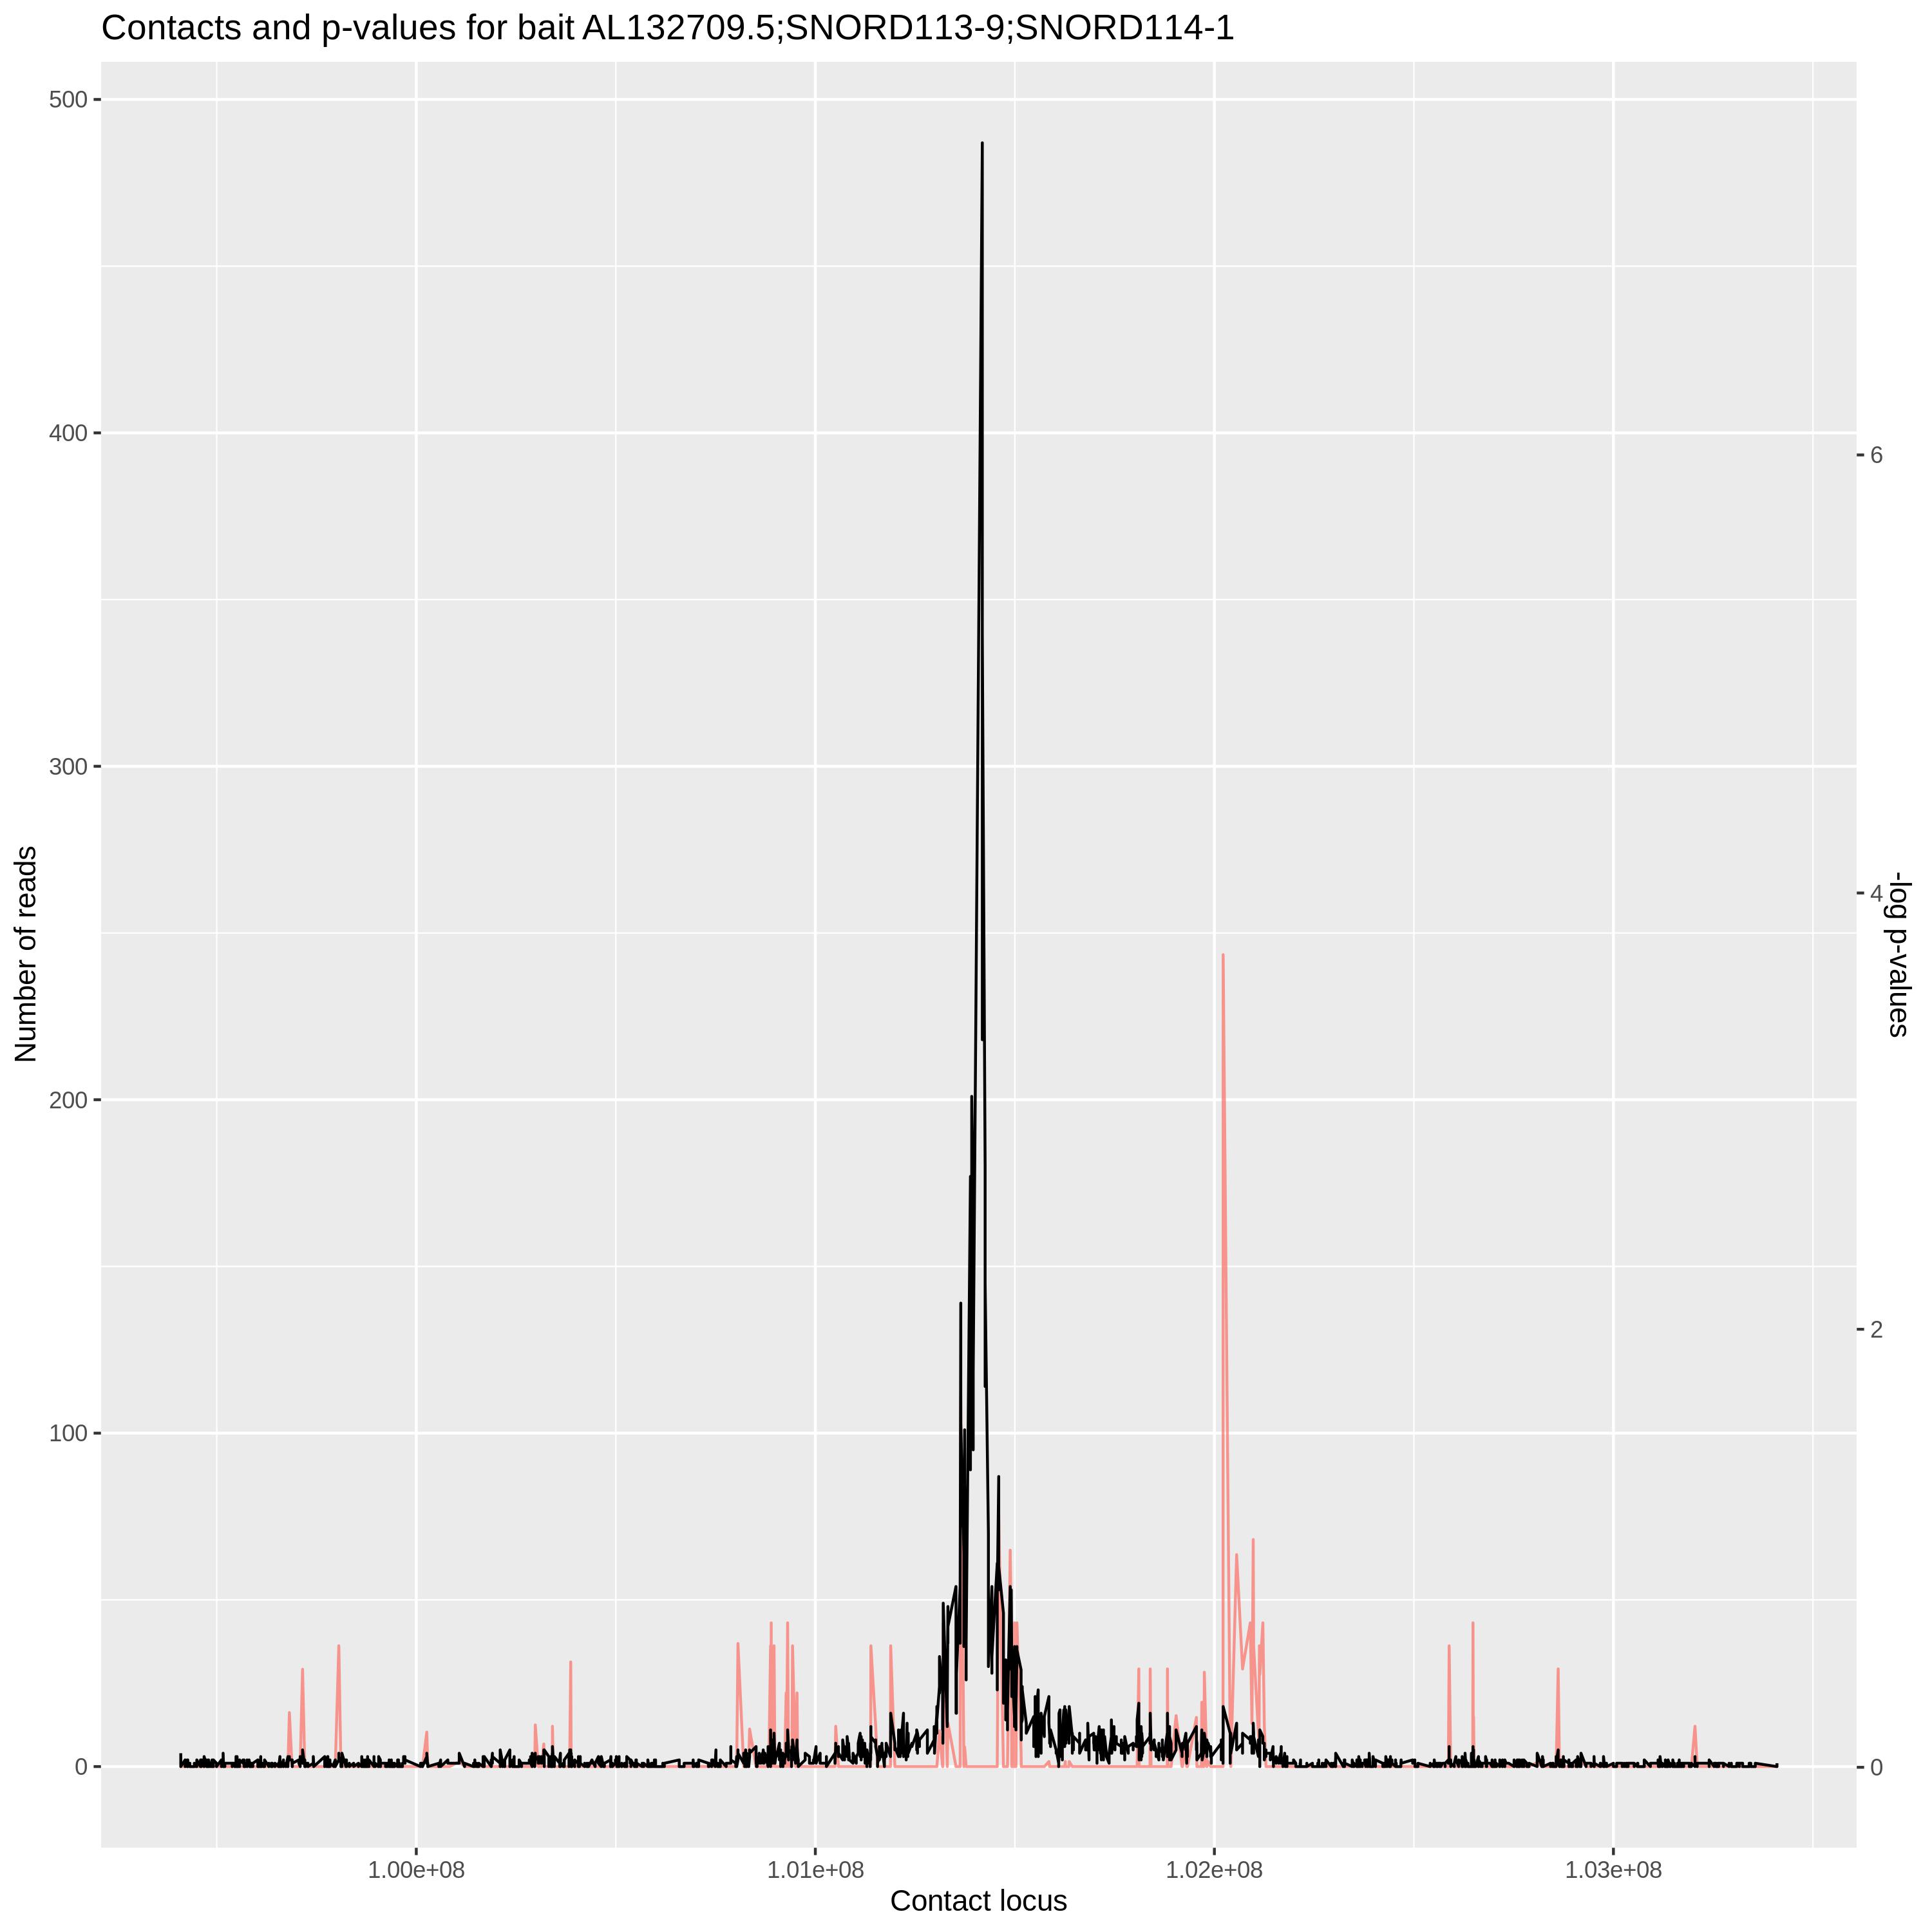 Contacts and p-values for bait AL132709.5;SNORD113-9;SNORD114-1
500
400
300
200
100
0
Number of reads
6
4
2
0
-log p-values
1.00e+08
1.01e+08
1.02e+08
1.03e+08
Contact locus